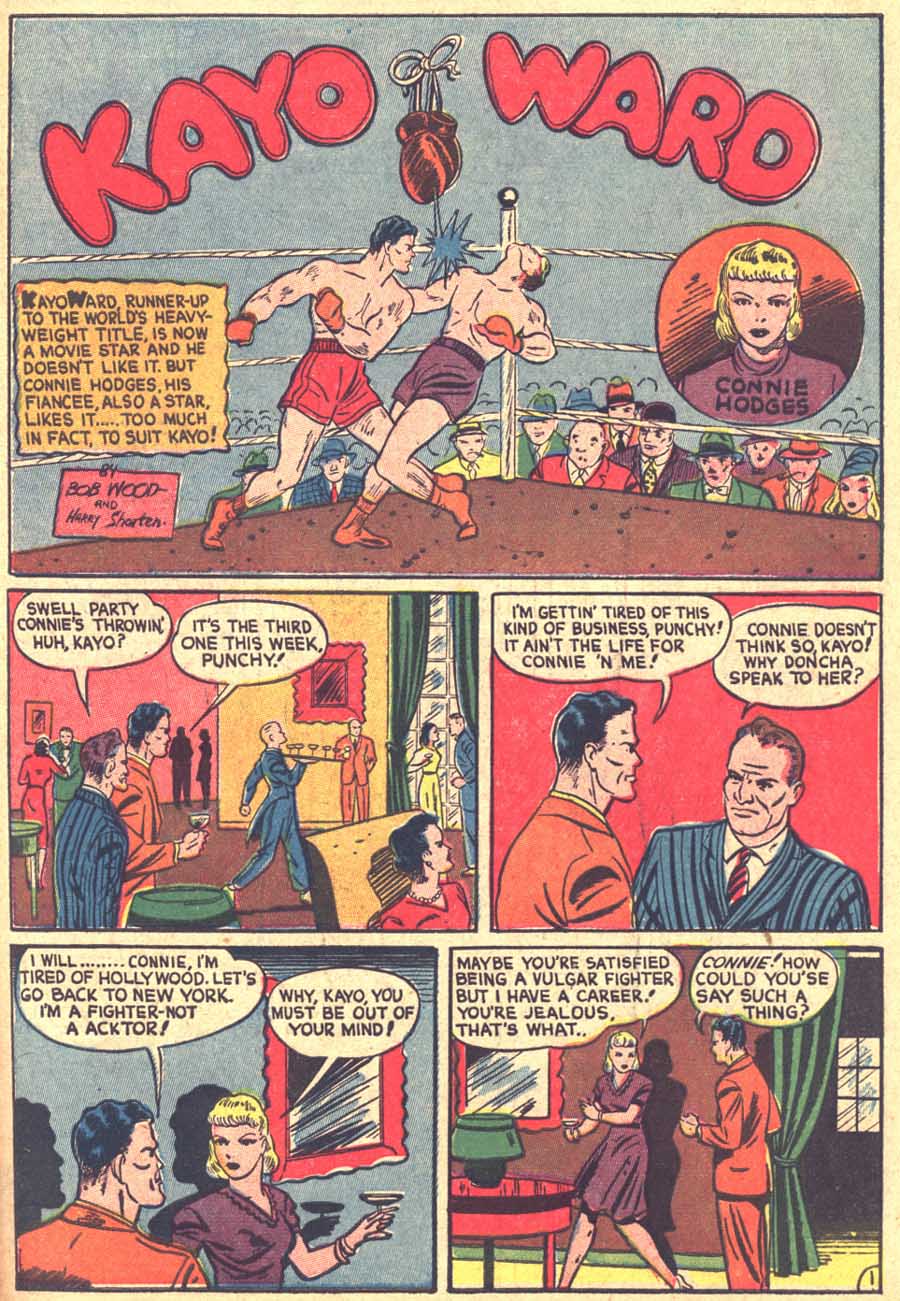 KAYO WARD
KAYO WARD, RUNNER-UP
TO THE WORLD'S HEAVY-
WEIGHT TITLE, IS NOW
A MOVIE STAR AND HE
DOESN'T LIKE IT. BUT
CONNIE HODGES, HIS
FIANCEE, ALSO A STAR,
LIKES IT.....TOO MUCH
IN FACT, TO SUIT KAYO!
BY
BOB WOOD-
AND
HARRY Shorten.
CONNIE
HODGES
SWELL PARTY
CONNIE'S THROWIN',
HUH, KAYO?
IT'S THE THIRD
ONE THIS WEEK,
PUNCHY!
I'M GETTIN' TIRED OF THIS
KIND OF BUSINESS, PUNCHY!
IT AIN'T THE LIFE FOR
CONNIE 'N ME!
CONNIE DOESN'T
THINK SO, KAYO!
WHY DONCHA
SPEAK TO HER?
I WILL........CONNIE, I'M
TIRED OF HOLLYWOOD. LET'S
GO BACK TO NEW YORK.
I'M A FIGHTER-NOT
A ACKTOR!
WHY, KAYO, YOU
MUST BE OUT OF
YOUR MIND!
MAYBE YOU'RE SATISFIED
BEING A VULGAR FIGHTER
BUT I HAVE A CAREER!
YOU'RE JEALOUS,
THAT'S WHAT..
CONNIE! HOW
COULD YOU'SE
SAY SUCH A
THING?
1